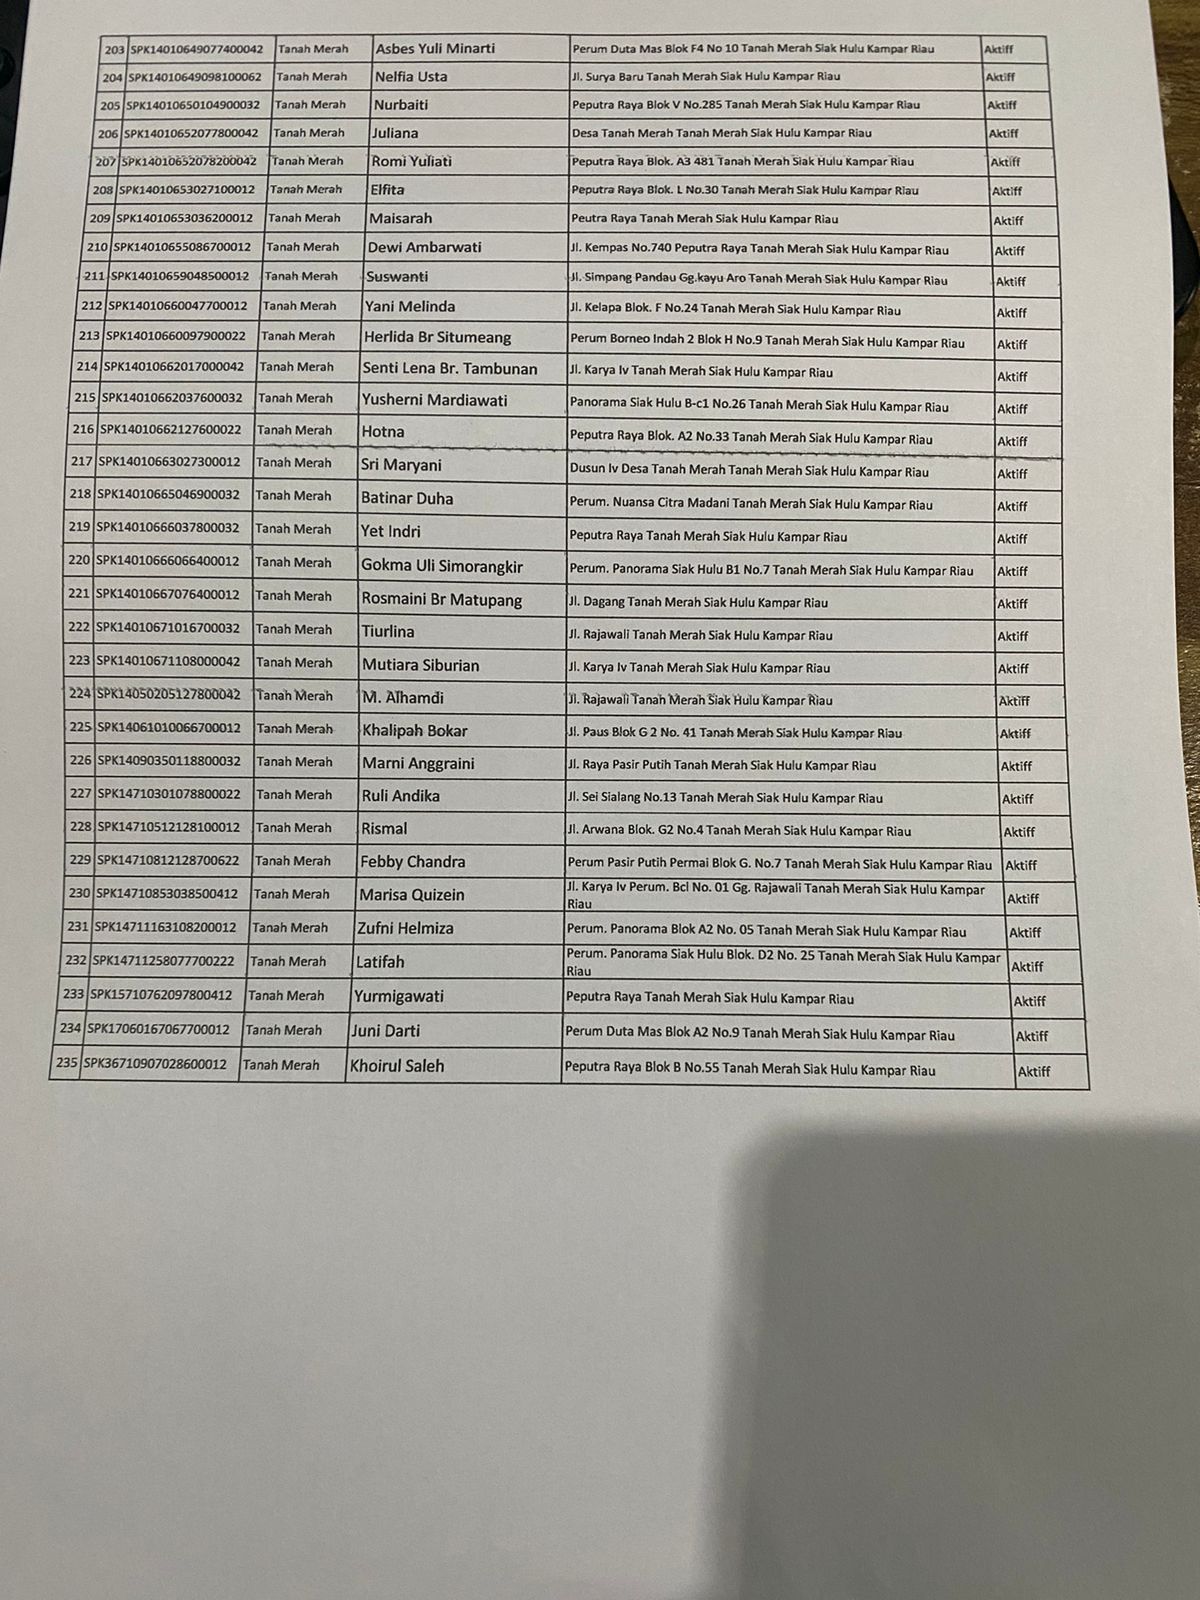 203 SPK14010649077400042 Tanah Merah Asbes Yuli Minarti Perum Duta Mas Blok F4 No 10 Tanah Merah Siak Hulu Kampar Riau Aktiff
204 SPK14010649098100062 Tanah Merah Nelfia Usta Jl. Surya Baru Tanah Merah Siak Hulu Kampar Riau Aktiff
205 SPK14010650104900032 Tanah Merah Nurbaiti Peputra Raya Blok V No.285 Tanah Merah Siak Hulu Kampar Riau Aktiff
206 SPK14010652077800042 Tanah Merah Juliana Desa Tanah Merah Tanah Merah Siak Hulu Kampar Riau Aktiff
207 SPK14010652078200042 Tanah Merah Romi Yuliati Peputra Raya Blok. A3 481 Tanah Merah Siak Hulu Kampar Riau Aktiff
208 SPK14010653027100012 Tanah Merah Elfita Peputra Raya Blok. L No.30 Tanah Merah Siak Hulu Kampar Riau Aktiff
209 SPK14010653036200012 Tanah Merah Maisarah Peutra Raya Tanah Merah Siak Hulu Kampar Riau Aktiff
210 SPK14010655086700012 Tanah Merah Dewi Ambarwati Jl. Kempas No.740 Peputra Raya Tanah Merah Siak Hulu Kampar Riau Aktiff
211 SPK14010659048500012 Tanah Merah Suswanti Jl. Simpang Pandau Gg.kayu Aro Tanah Merah Siak Hulu Kampar Riau Aktiff
212 SPK14010660047700012 Tanah Merah Yani Melinda Jl. Kelapa Blok. F No.24 Tanah Merah Siak Hulu Kampar Riau Aktiff
213 SPK14010660097900022 Tanah Merah Herlida Br Situmeang Perum Borneo Indah 2 Blok H No.9 Tanah Merah Siak Hulu Kampar Riau Aktiff
214 SPK14010662017000042 Tanah Merah Senti Lena Br. Tambunan Jl. Karya Iv Tanah Merah Siak Hulu Kampar Riau Aktiff
215 SPK14010662037600032 Tanah Merah Yusherni Mardiawati Panorama Siak Hulu B-c1 No.26 Tanah Merah Siak Hulu Kampar Riau Aktiff
216 SPK14010662127600022 Tanah Merah Hotna Peputra Raya Blok. A2 No.33 Tanah Merah Siak Hulu Kampar Riau Aktiff
217 SPK14010663027300012 Tanah Merah Sri Maryani Dusun Iv Desa Tanah Merah Tanah Merah Siak Hulu Kampar Riau Aktiff
218 SPK14010665046900032 Tanah Merah Batinar Duha Perum. Nuansa Citra Madani Tanah Merah Siak Hulu Kampar Riau Aktiff
219 SPK14010666037800032 Tanah Merah Yet Indri Peputra Raya Tanah Merah Siak Hulu Kampar Riau Aktiff
220 SPK14010666066400012 Tanah Merah Gokma Uli Simorangkir Perum. Panorama Siak Hulu B1 No.7 Tanah Merah Siak Hulu Kampar Riau Aktiff
221 SPK14010667076400012 Tanah Merah Rosmaini Br Matupang Jl. Dagang Tanah Merah Siak Hulu Kampar Riau Aktiff
222 SPK14010671016700032 Tanah Merah Tiurlina Jl. Rajawali Tanah Merah Siak Hulu Kampar Riau Aktiff
223 SPK14010671108000042 Tanah Merah Mutiara Siburian Jl. Karya Iv Tanah Merah Siak Hulu Kampar Riau Aktiff
224 SPK14050205127800042 Tanah Merah M. Alhamdi Jl. Rajawali Tanah Merah Siak Hulu Kampar Riau Aktiff
225 SPK14061010066700012 Tanah Merah Khalipah Bokar Jl. Paus Blok G 2 No. 41 Tanah Merah Siak Hulu Kampar Riau Aktiff
226 SPK14090350118800032 Tanah Merah Marni Anggraini Jl. Raya Pasir Putih Tanah Merah Siak Hulu Kampar Riau Aktiff
227 SPK14710301078800022 Tanah Merah Ruli Andika Jl. Sei Sialang No.13 Tanah Merah Siak Hulu Kampar Riau Aktiff
228 SPK14710512128100012 Tanah Merah Rismal Jl. Arwana Blok. G2 No.4 Tanah Merah Siak Hulu Kampar Riau Aktiff
229 SPK14710812128700622 Tanah Merah Febby Chandra Perum Pasir Putih Permai Blok G. No.7 Tanah Merah Siak Hulu Kampar Riau Aktiff
230 SPK14710853038500412 Tanah Merah Marisa Quizein Jl. Karya Iv Perum. Bcl No. 01 Gg. Rajawali Tanah Merah Siak Hulu Kampar Aktiff
Riau
231 SPK14711163108200012 Tanah Merah Zufni Helmiza Perum. Panorama Blok A2 No. 05 Tanah Merah Siak Hulu Kampar Riau Aktiff
232 SPK14711258077700222 Tanah Merah Latifah Perum. Panorama Siak Hulu Blok. D2 No. 25 Tanah Merah Siak Hulu Kampar Aktiff
Riau
233 SPK15710762097800412 Tanah Merah Yurmigawati Peputra Raya Tanah Merah Siak Hulu Kampar Riau Aktiff
234 SPK17060167067700012 Tanah Merah Juni Darti Perum Duta Mas Blok A2 No.9 Tanah Merah Siak Hulu Kampar Riau Aktiff
235 SPK36710907028600012 Tanah Merah Khoirul Saleh Peputra Raya Blok B No.55 Tanah Merah Siak Hulu Kampar Riau Aktiff